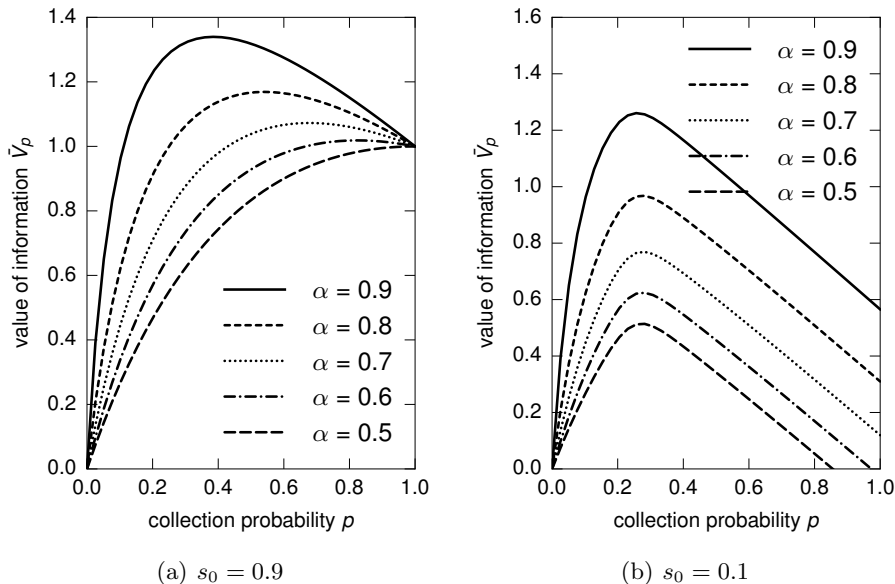 1.4
1.2
1.0
0.8
0.6
0.4
0.2
0.0
value of information V̄p
0.0 0.2 0.4 0.6 0.8 1.0
collection probability p
α = 0.9
α = 0.8
α = 0.7
α = 0.6
α = 0.5
(a) s0 = 0.9
1.6
1.4
1.2
1.0
0.8
0.6
0.4
0.2
0.0
value of information V̄p
0.0 0.2 0.4 0.6 0.8 1.0
collection probability p
α = 0.9
α = 0.8
α = 0.7
α = 0.6
α = 0.5
(b) s0 = 0.1